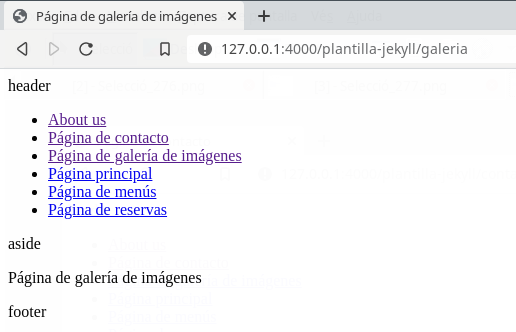 Página de galería de imágenes
127.0.0.1:4000/plantilla-jekyll/galeria
header
About us
Página de contacto
Página de galería de imágenes
Página principal
Página de menús
Página de reservas
aside
Página de galería de imágenes
footer